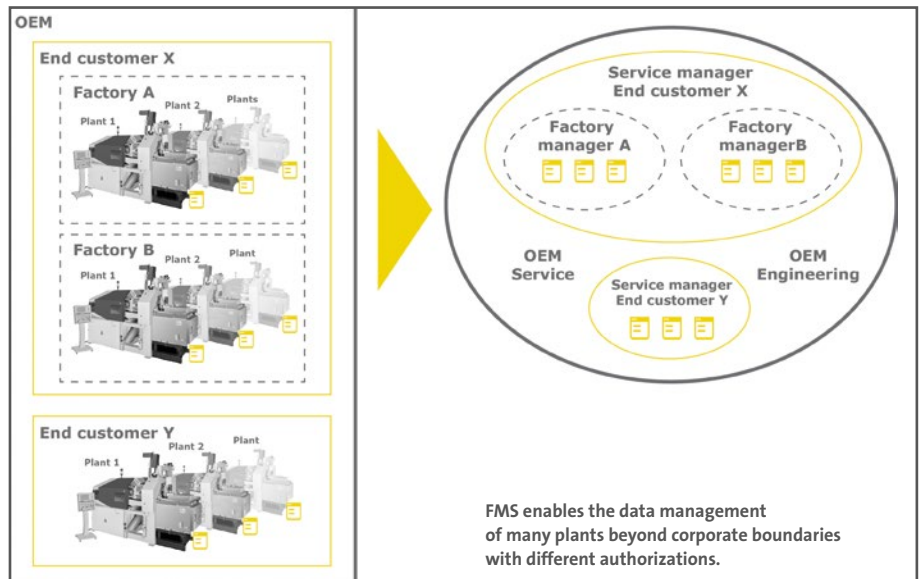 OEM
End customer X
Factory A
Plant 1
Plant 2
Plants
Factory B
Plant 1
Plant 2
Plant
End customer Y
Plant 1
Plant 2
Plant
Service manager
End customer X
Factory
manager A
Factory
managerB
OEM
Service
OEM
Engineering
Service manager
End customer Y
FMS enables the data management
of many plants beyond corporate boundaries
with different authorizations.